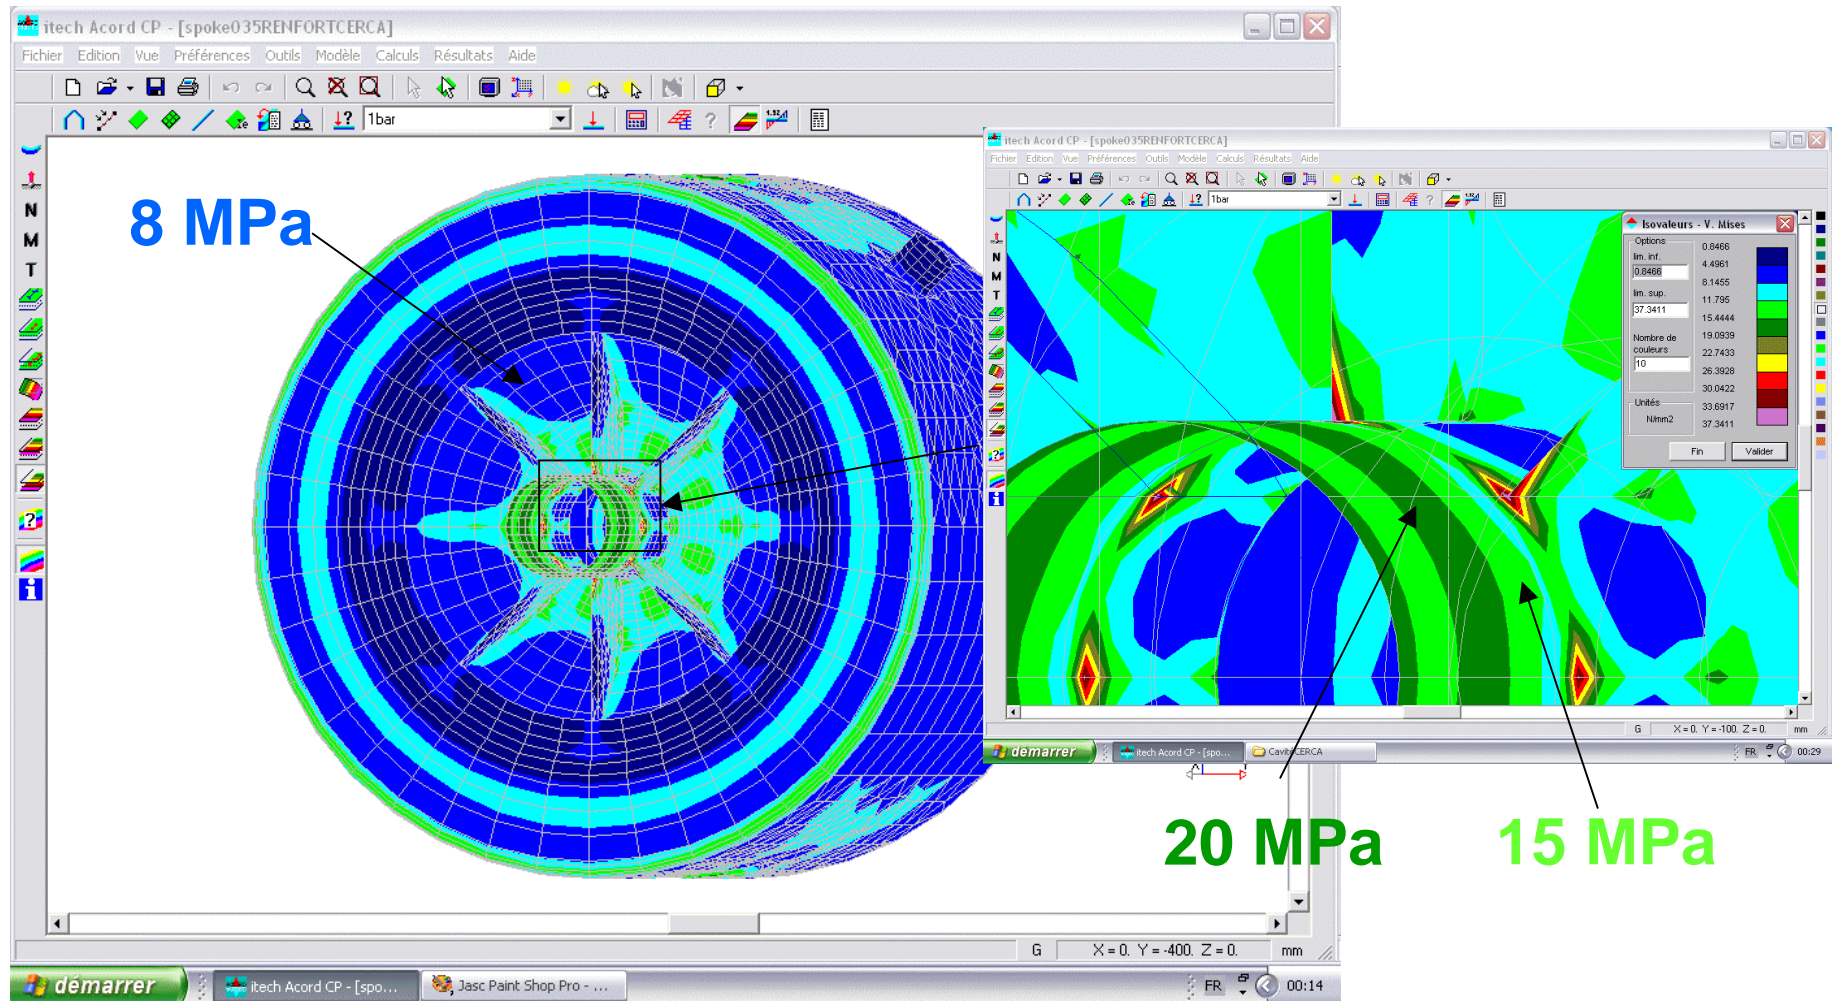 itech Acord CP - [spoke035RENFORTCERCA]
Fichier Edition Vue Préférences Outils Modèle Calculs Résultats Aide
1bar
N
M
T
8 MPa
itech Acord CP - [spoke035RENFORTCERCA]
Fichier Edition Vue Préférences Outils Modèle Calculs Résultats Aide
1bar
N
M
T
Isovaleurs - V. Mises
Options
lim. inf.
0.8466
lim. sup.
37.3411
Nombre de
couleurs
10
Unités
N/mm2
0.8466
4.4961
8.1455
11.795
15.4444
19.0939
22.7433
26.3928
30.0422
33.6917
37.3411
Fin Valider
G X = 0. Y = -100. Z = 0. mm
démarrer itech Acord CP - [spo... CavitéCERCA FR 00:29
20 MPa 15 MPa
G X = 0. Y = -400. Z = 0. mm
démarrer itech Acord CP - [spo... Jasc Paint Shop Pro - ... FR 00:14